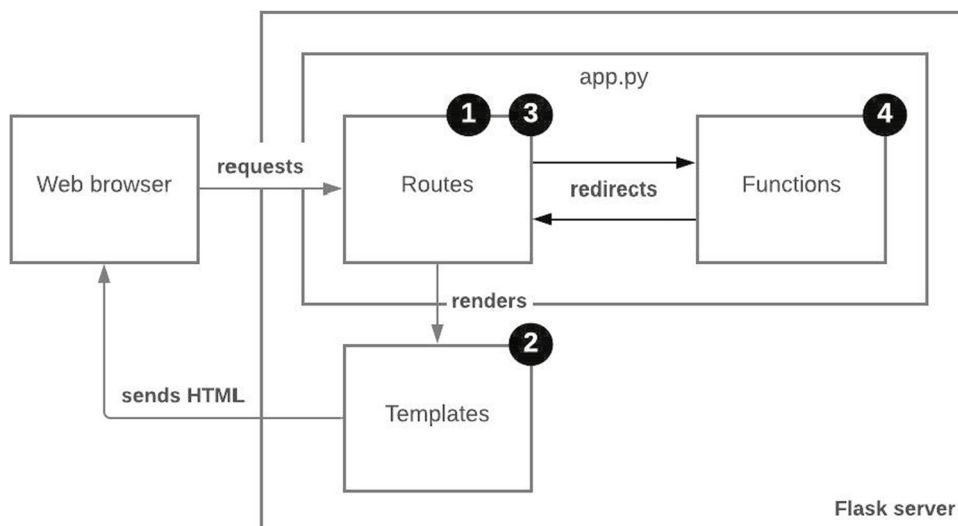 app.py
1
3
4
Web browser
requests
Routes
redirects
Functions
renders
2
sends HTML
Templates
Flask server